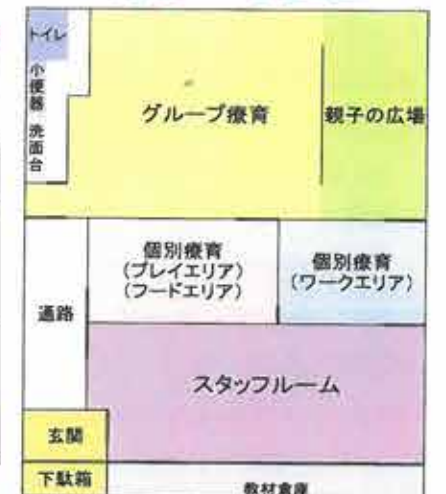 トイレ
小便器 洗面台
グループ療育
親子の広場
個別療育
(プレイエリア)
(フードエリア)
個別療育
(ワークエリア)
通路
スタッフルーム
玄関
下駄箱
教材倉庫